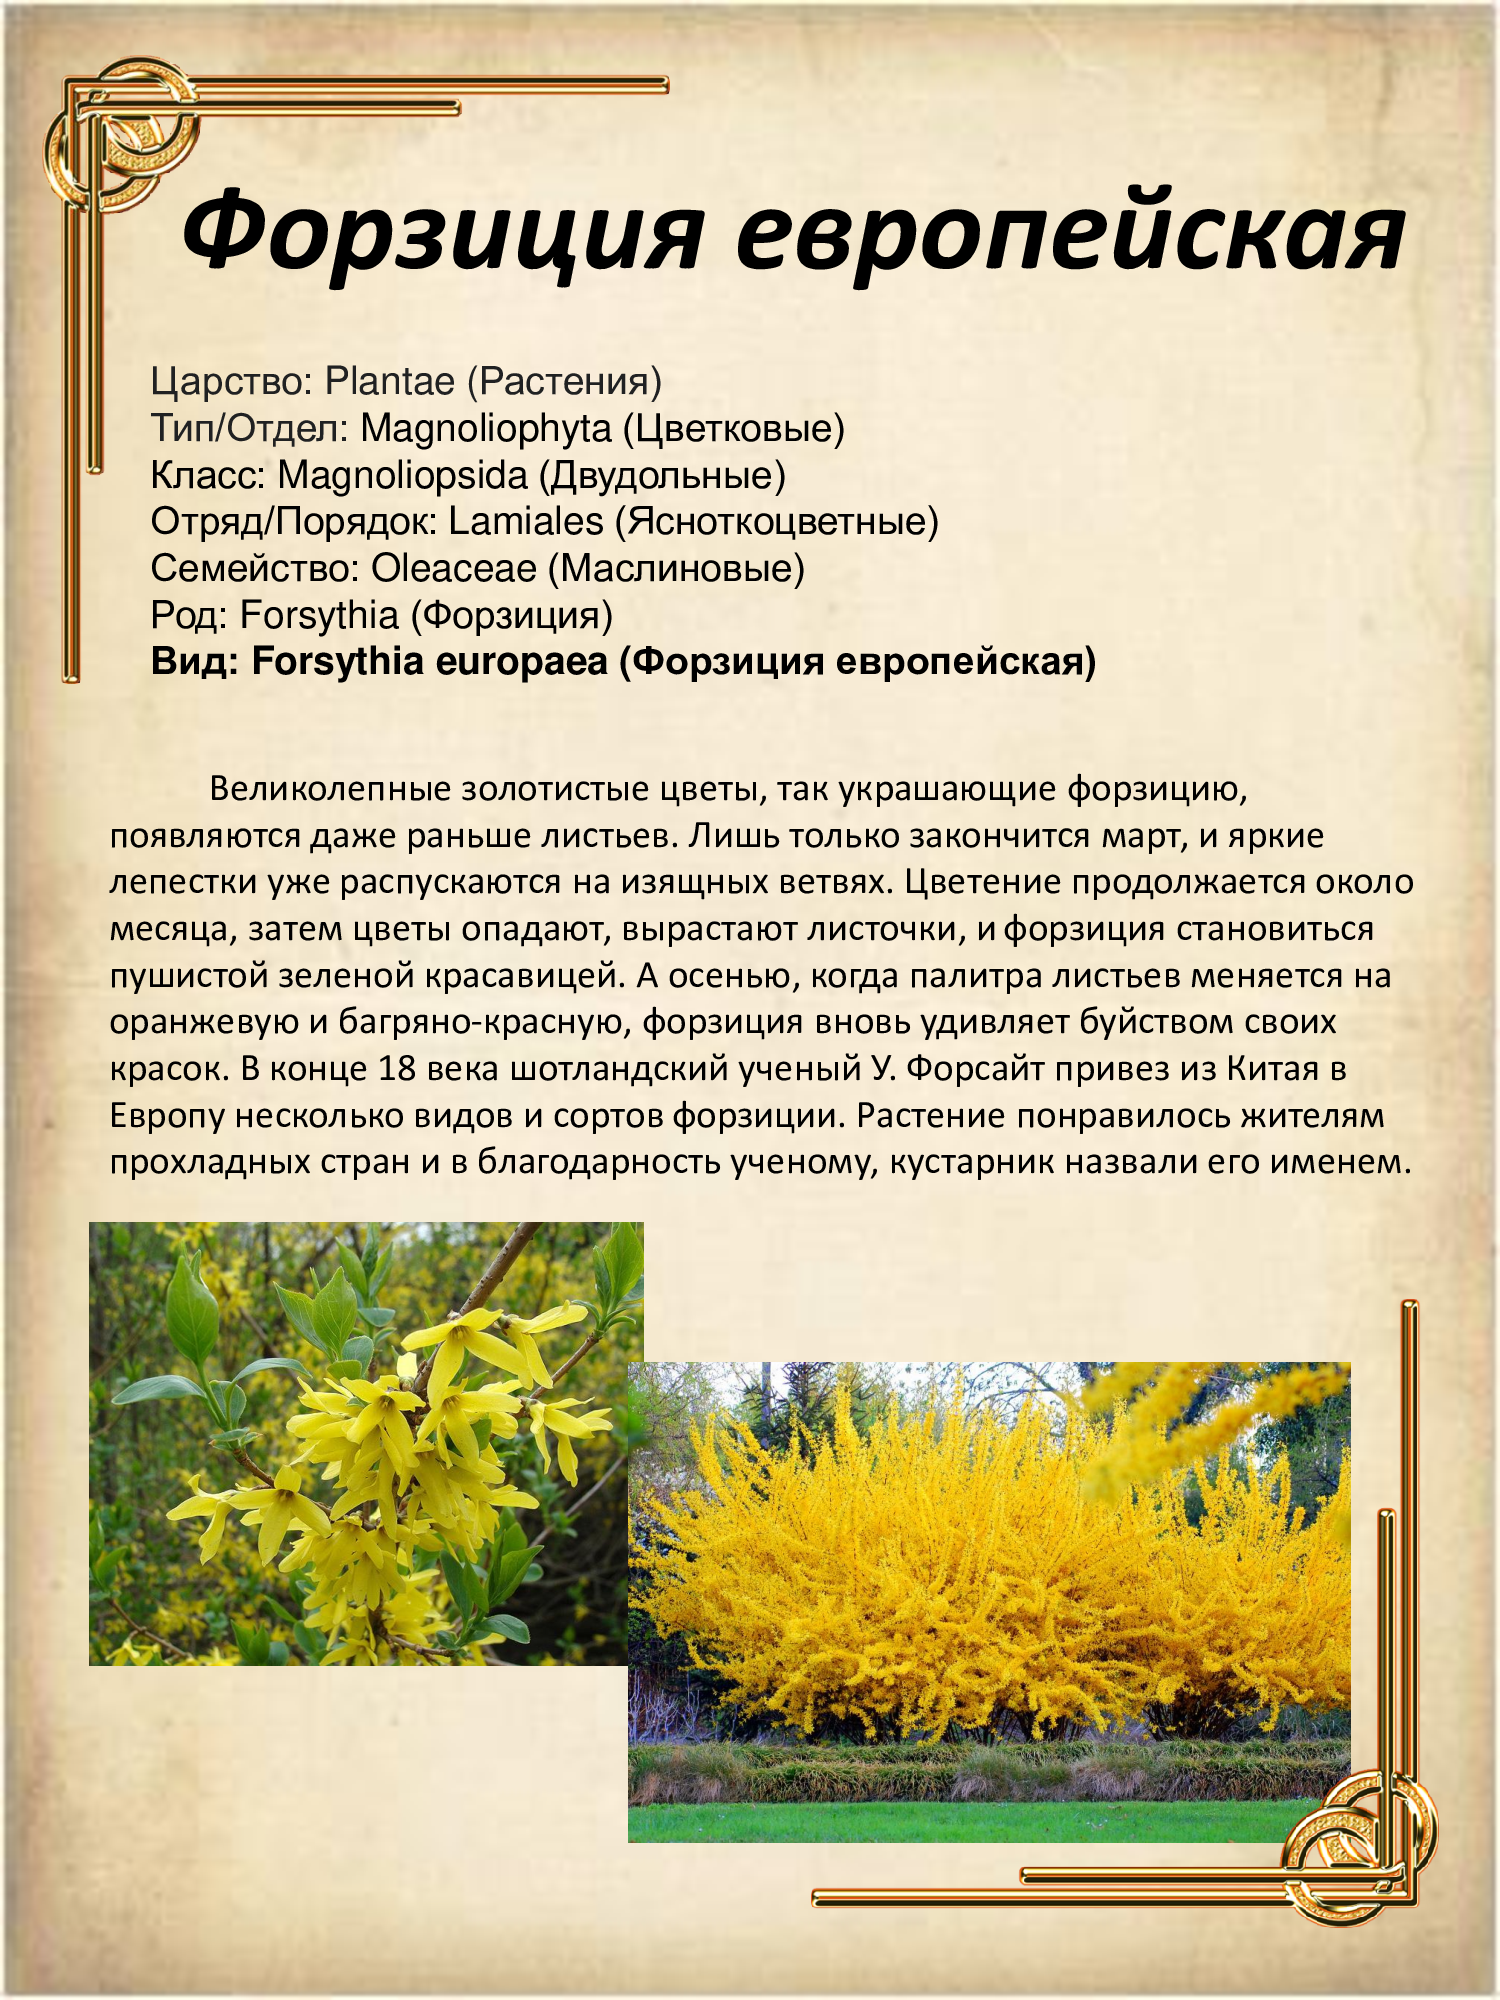 Форзиция европейская
Царство: Plantae (Растения)
Тип/Отдел: Magnoliophyta (Цветковые)
Класс: Magnoliopsida (Двудольные)
Отряд/Порядок: Lamiales (Ясноткоцветные)
Семейство: Oleaceae (Маслиновые)
Род: Forsythia (Форзиция)
Вид: Forsythia europaea (Форзиция европейская)
Великолепные золотистые цветы, так украшающие форзицию,
появляются даже раньше листьев. Лишь только закончится март, и яркие
лепестки уже распускаются на изящных ветвях. Цветение продолжается около
месяца, затем цветы опадают, вырастают листочки, и форзиция становиться
пушистой зеленой красавицей. А осенью, когда палитра листьев меняется на
оранжевую и багряно-красную, форзиция вновь удивляет буйством своих
красок. В конце 18 века шотландский ученый У. Форсайт привез из Китая в
Европу несколько видов и сортов форзиции. Растение понравилось жителям
прохладных стран и в благодарность ученому, кустарник назвали его именем.